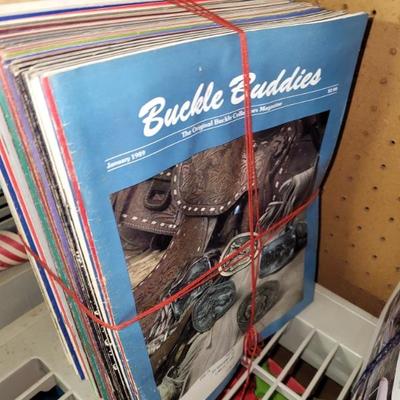 Buckle Buddies
The Original Buckle Collectors Magazine
January 1989